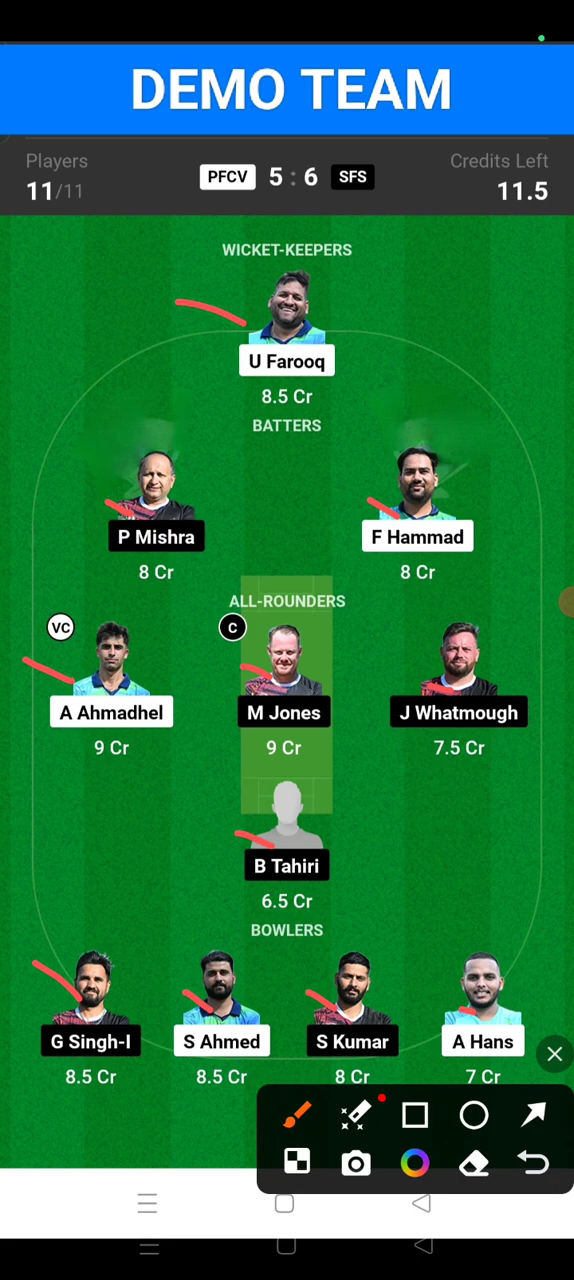 DEMO TEAM
Players
Credits Left
11/11
PFCV 5 : 6 SFS
11.5
WICKET-KEEPERS
U Farooq
8.5 Cr
BATTERS
P Mishra
F Hammad
8 Cr
8 Cr
ALL-ROUNDERS
VC
C
A Ahmadhel
M Jones
J Whatmough
9 Cr
9 Cr
7.5 Cr
B Tahiri
6.5 Cr
BOWLERS
G Singh-I
S Ahmed
S Kumar
A Hans
8.5 Cr
8.5 Cr
8 Cr
7 Cr